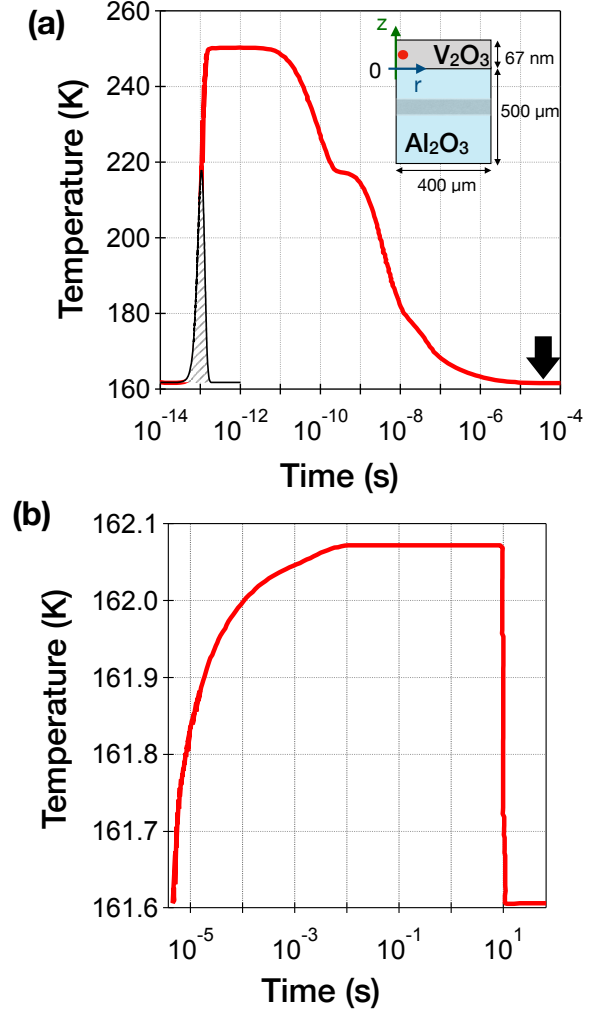 (a)
Temperature (K)
260
240
220
200
180
160
10⁻¹⁴
10⁻¹²
10⁻¹⁰
10⁻⁸
10⁻⁶
10⁻⁴
Time (s)
z
V₂O₃
67 nm
0
r
500 µm
Al₂O₃
400 µm
(b)
Temperature (K)
162.1
162.0
161.9
161.8
161.7
161.6
10⁻⁵
10⁻³
10⁻¹
10¹
Time (s)